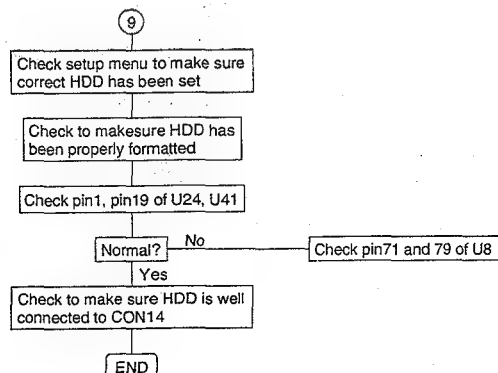 9
Check setup menu to make sure
correct HDD has been set
Check to makesure HDD has
been properly formatted
Check pin1, pin19 of U24, U41
Normal?
No
Check pin71 and 79 of U8
Yes
Check to make sure HDD is well
connected to CON14
END